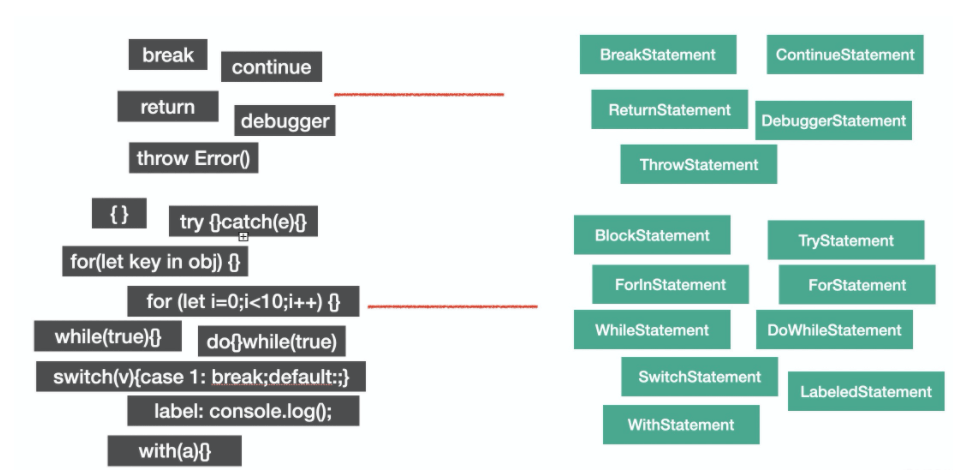 break
continue
return
debugger
throw Error()
{ }
try {}catch(e){}
for(let key in obj) {}
for (let i=0;i<10;i++) {}
while(true){}
do{}while(true)
switch(v){case 1: break;default:;}
label: console.log();
with(a){}
BreakStatement
ContinueStatement
ReturnStatement
DebuggerStatement
ThrowStatement
BlockStatement
TryStatement
ForInStatement
ForStatement
WhileStatement
DoWhileStatement
SwitchStatement
LabeledStatement
WithStatement